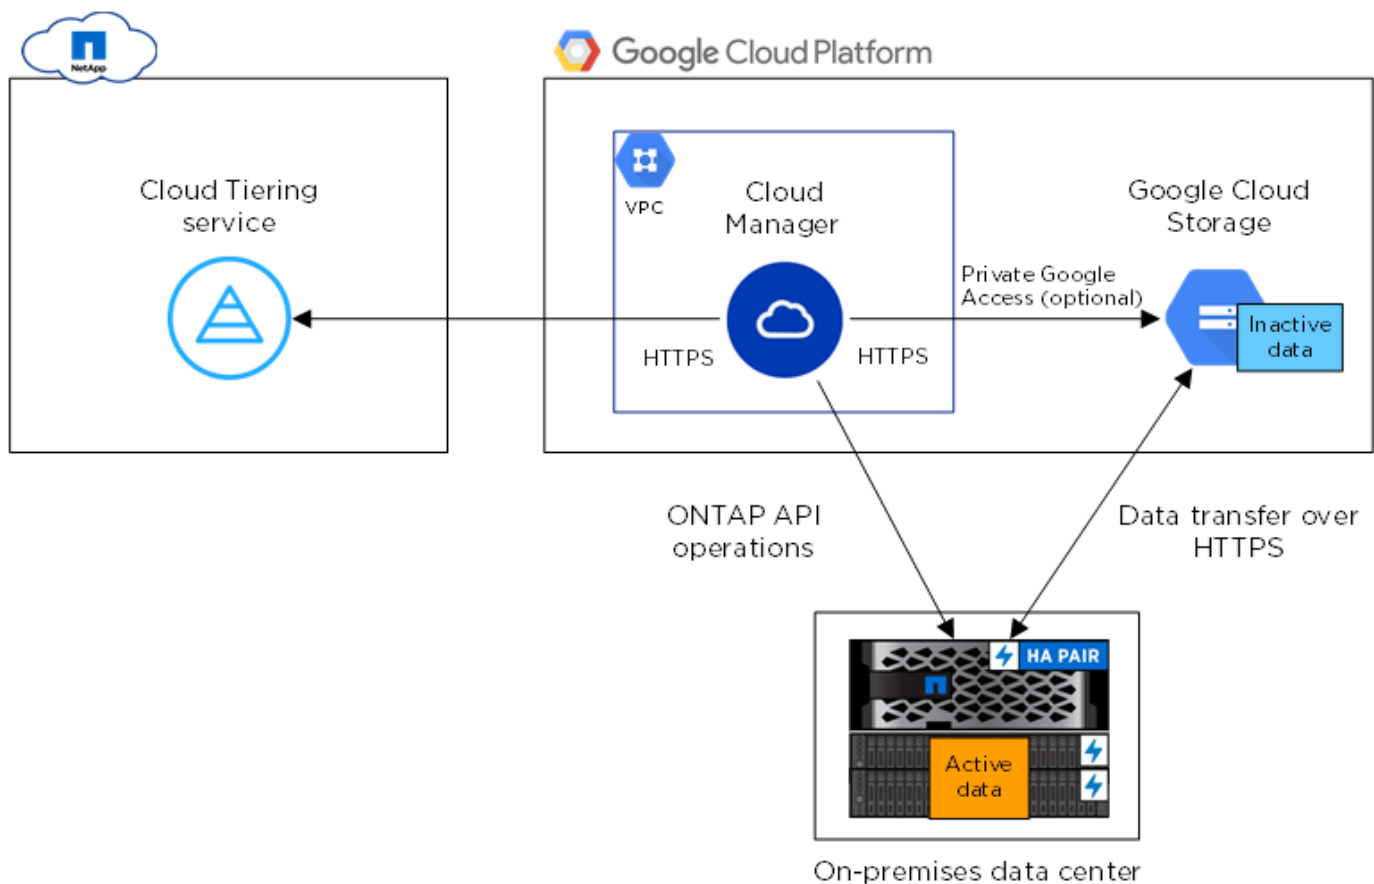 NetApp
Google Cloud Platform
Cloud Tiering
service
VPC
Cloud
Manager
Google Cloud
Storage
Private Google
Access (optional)
HTTPS
HTTPS
Inactive
data
ONTAP API
operations
Data transfer over
HTTPS
HA PAIR
Active
data
On-premises data center